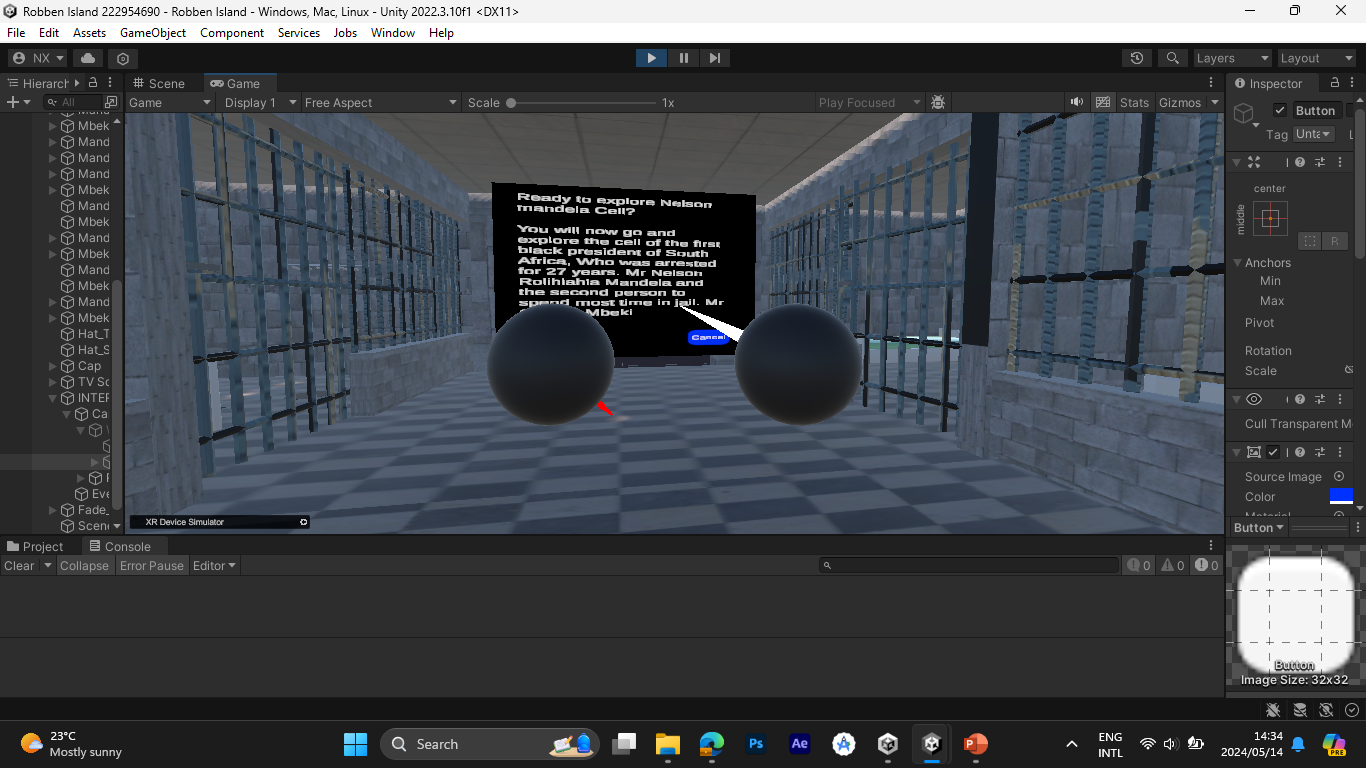 Robben Island 222954690 - Robben Island - Windows, Mac, Linux - Unity 2022.3.10f1 <DX11>
File Edit Assets GameObject Component Services Jobs Window Help
NX
Layers
Layout
Hierarch
Scene
Game
Inspector
All
Game
Display 1
Free Aspect
Scale
1x
Play Focused
Stats
Gizmos
Mbek
Mand
Mand
Mand
Mbek
Mand
Mbek
Mand
Mbek
Mand
Mbek
Mand
Mbek
Hat_T
Hat_S
Cap
TV Sc
INTER
Ca
Eve
Fade_
Scene
Ready to explore Nelson
mandela Cell?
You will now go and
explore the cell of the first
black president of South
Africa, Who was arrested
for 27 years. Mr Nelson
Rolihlahla Mandela and
the second person to
spend most time in jail. Mr
Mbeki
Cancel
XR Device Simulator
Button
Tag
Unta
center
middle
R
Anchors
Min
Max
Pivot
Rotation
Scale
Cull Transparent M
Source Image
Color
Button
Button
Image Size: 32x32
Project
Console
Clear
Collapse
Error Pause
Editor
0
0
0
23°C
Mostly sunny
Search
Ps
Ae
P
ENG
INTL
14:34
2024/05/14
PRE